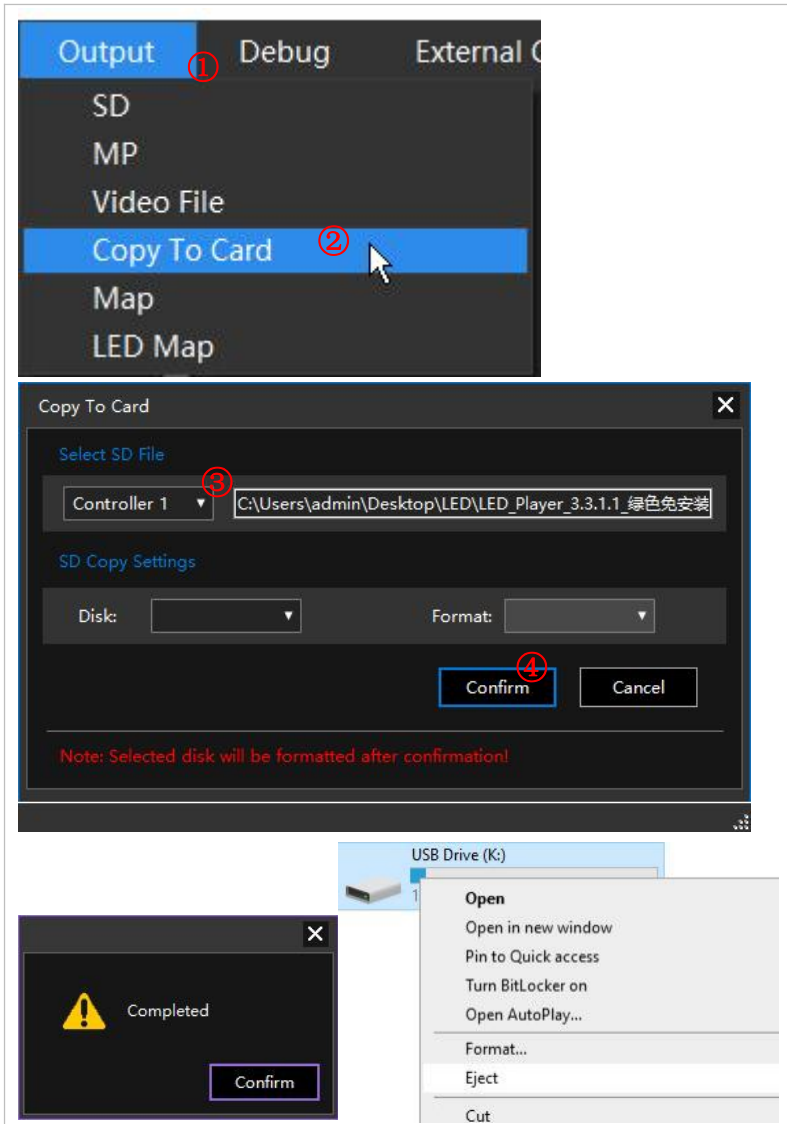 Output ① Debug External
SD
MP
Video File
Copy To Card ②
Map
LED Map
Copy To Card
Select SD File
Controller 1 ③ C:\Users\admin\Desktop\LED\LED_Player_3.3.1.1_绿色免安装
SD Copy Settings
Disk: Format:
④
Confirm Cancel
Note: Selected disk will be formatted after confirmation!
USB Drive (K:)
1
Open
Open in new window
Pin to Quick access
Turn BitLocker on
Open AutoPlay...
Format...
Eject
Cut
Completed
Confirm